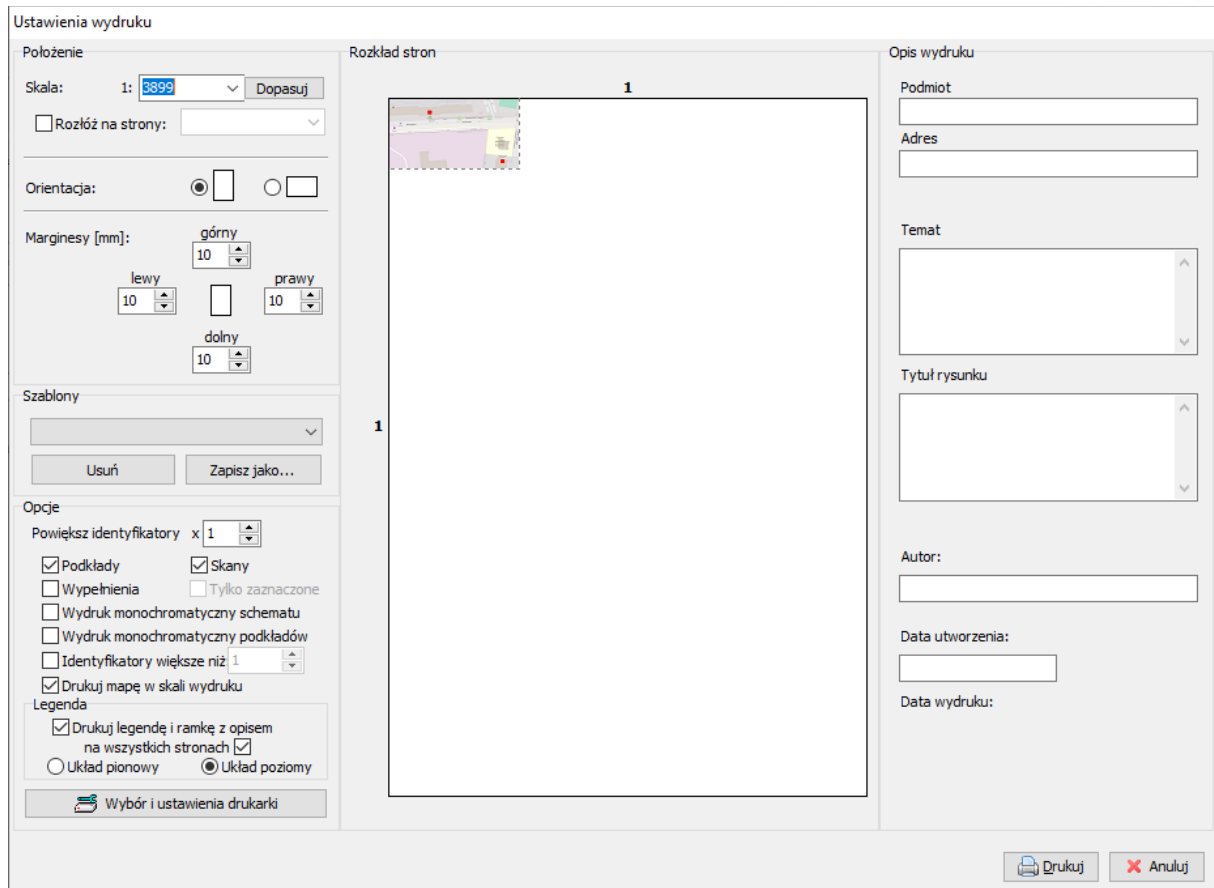 Ustawienia wydruku
Położenie
Skala: 1: 3899 Dopasuj
Rozłóż na strony:
Orientacja:
Marginesy [mm]:
górny
10
lewy
10
prawy
10
dolny
10
Szablony
Usuń Zapisz jako...
Opcje
Powiększ identyfikatory x 1
Podkłady Skany
Wypełnienia Tylko zaznaczone
Wydruk monochromatyczny schematu
Wydruk monochromatyczny podkładów
Identyfikatory większe niż 1
Drukuj mapę w skali wydruku
Legenda
Drukuj legendę i ramkę z opisem
na wszystkich stronach
Układ pionowy Układ poziomy
Wybór i ustawienia drukarki
Rozkład stron
1
1
Opis wydruku
Podmiot
Adres
Temat
Tytuł rysunku
Autor:
Data utworzenia:
Data wydruku:
Drukuj Anuluj